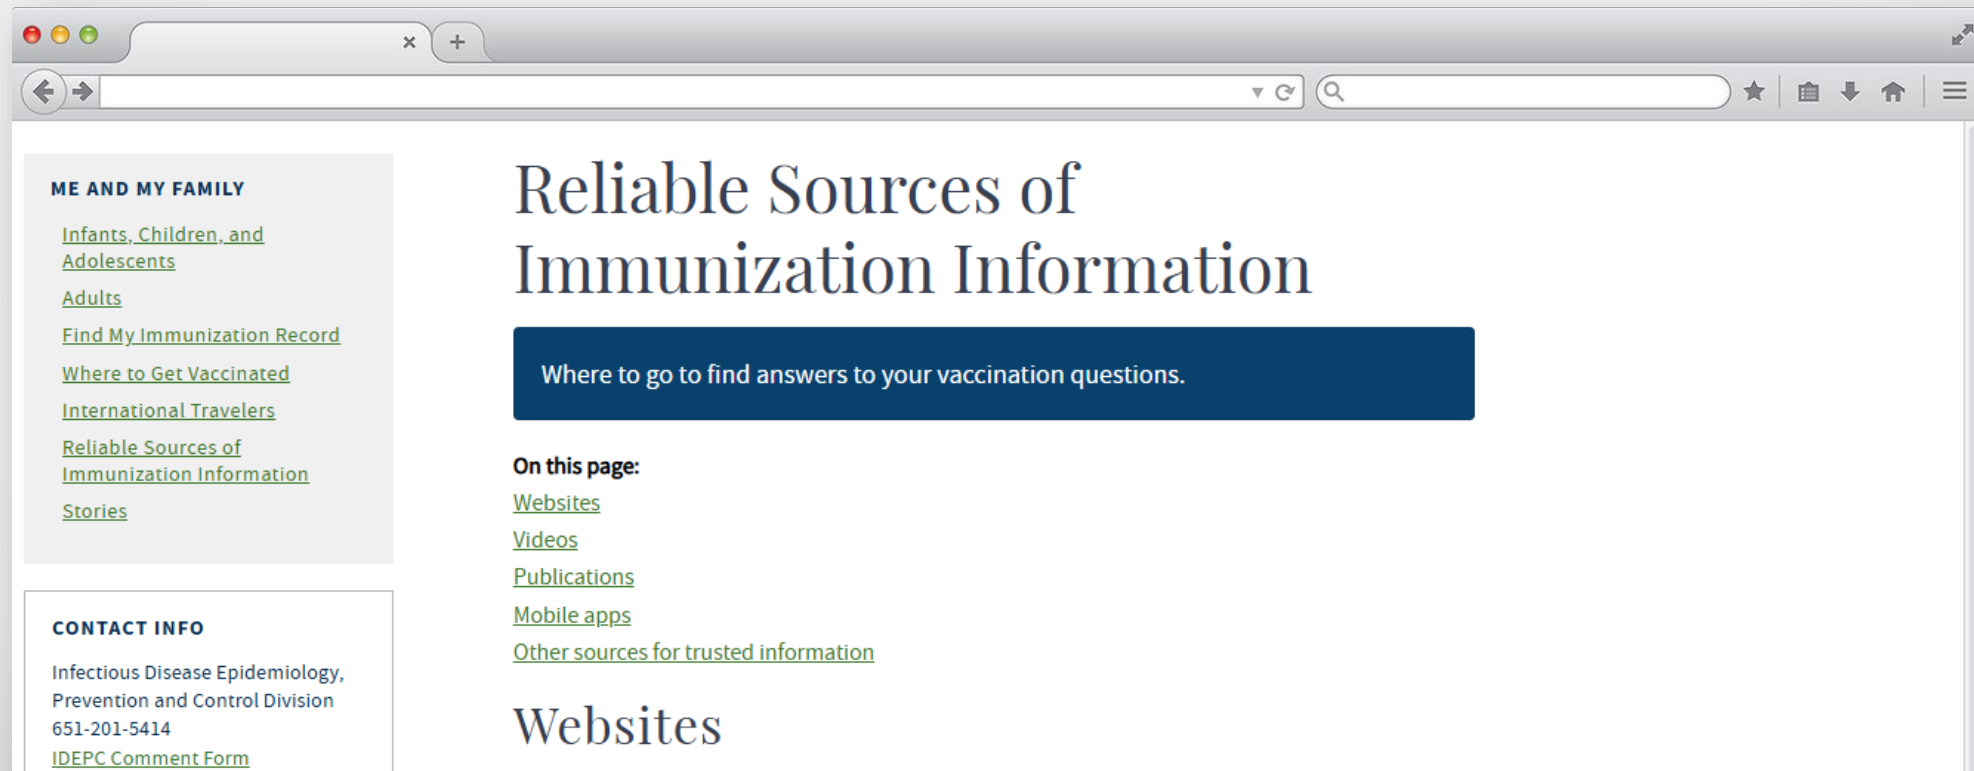 ME AND MY FAMILY
Infants, Children, and
Adolescents
Adults
Find My Immunization Record
Where to Get Vaccinated
International Travelers
Reliable Sources of
Immunization Information
Stories
CONTACT INFO
Infectious Disease Epidemiology,
Prevention and Control Division
651-201-5414
IDEPC Comment Form
Reliable Sources of
Immunization Information
Where to go to find answers to your vaccination questions.
On this page:
Websites
Videos
Publications
Mobile apps
Other sources for trusted information
Websites